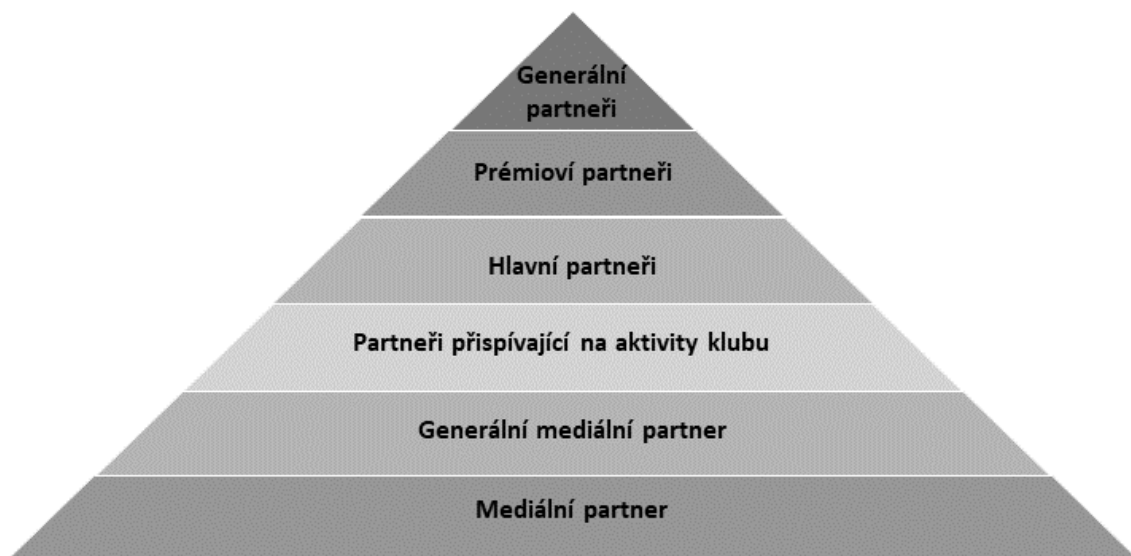 Generální
partneři
Prémioví partneři
Hlavní partneři
Partneři přispívající na aktivity klubu
Generální mediální partner
Mediální partner